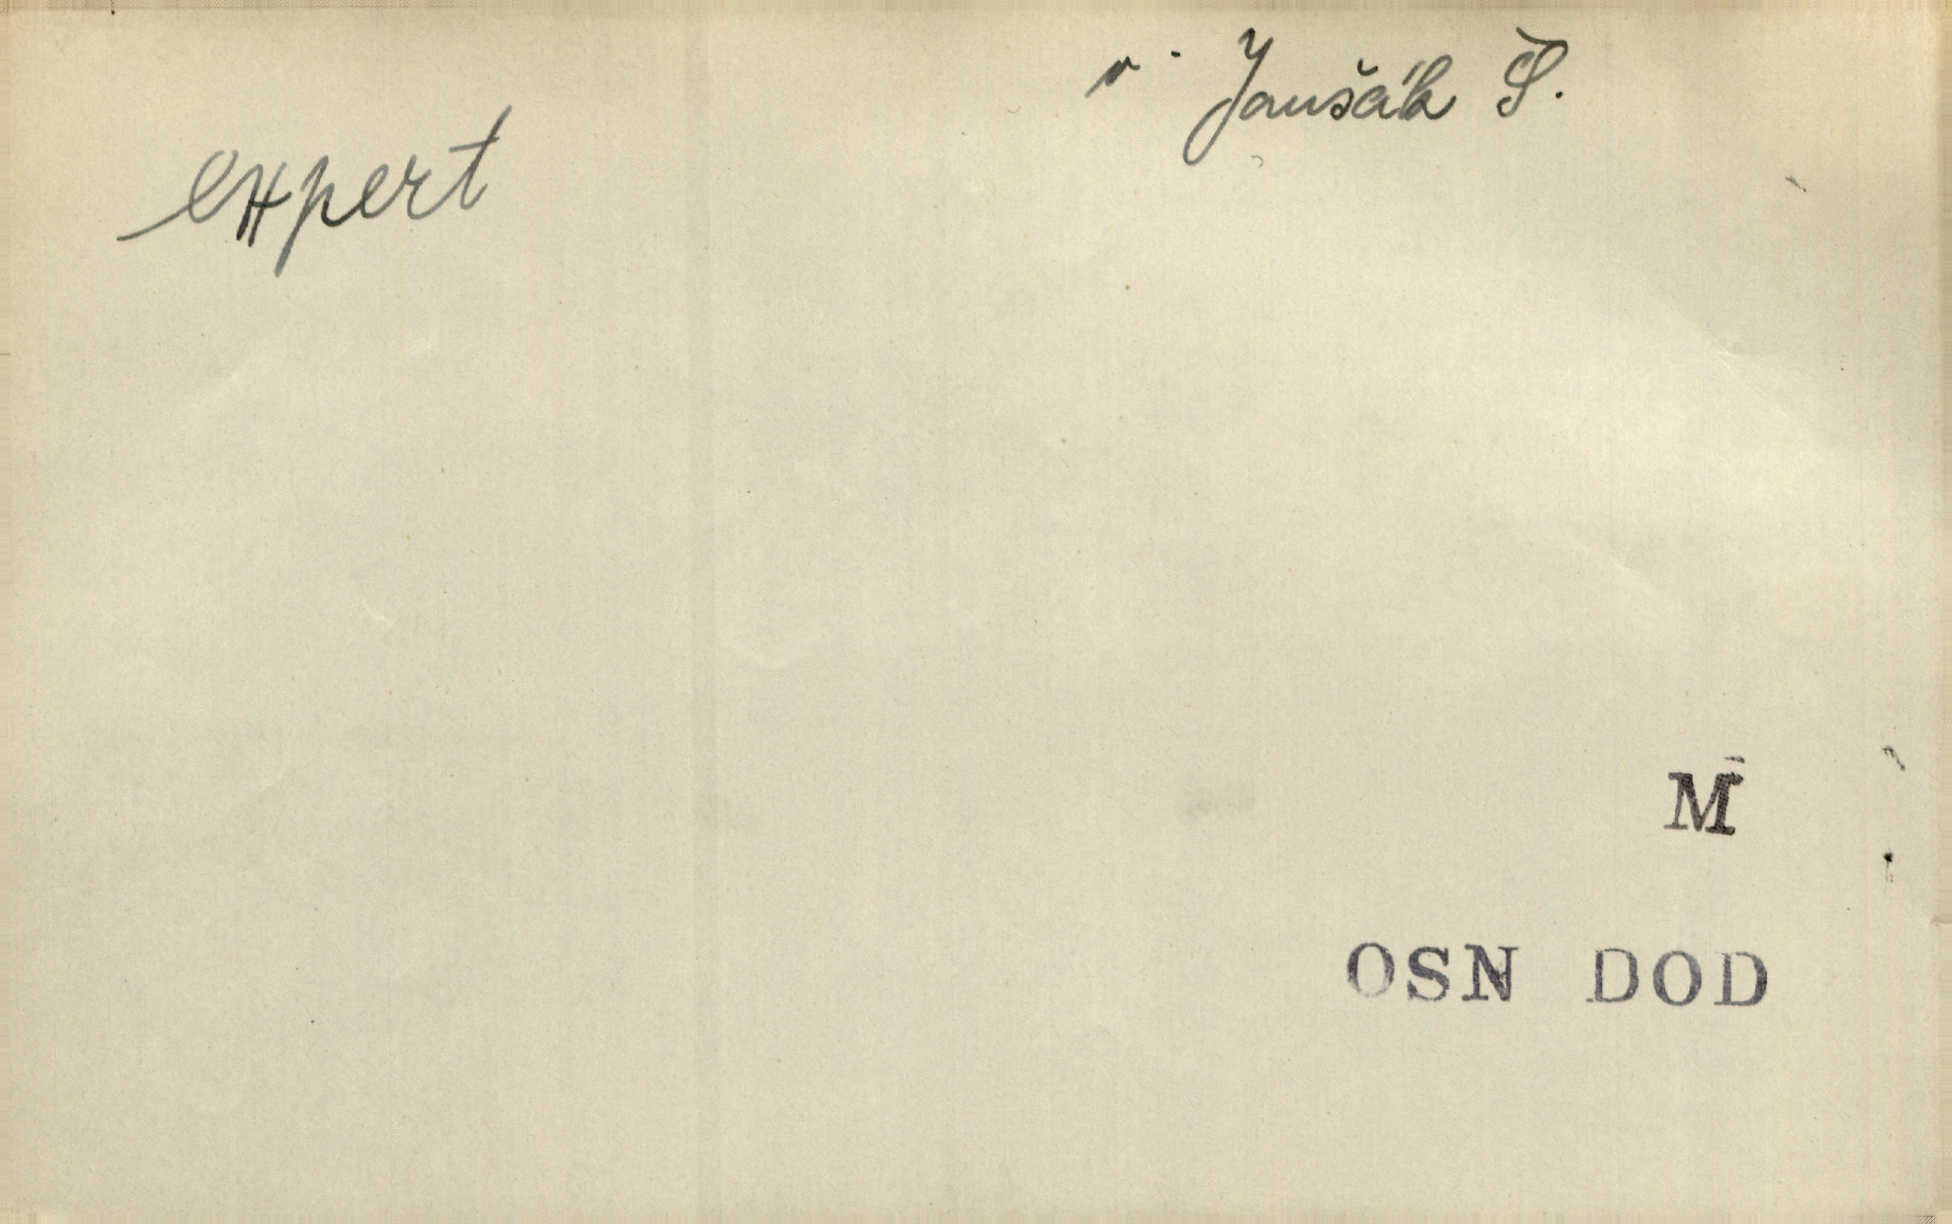 Janšák Š.
expert
M
OSN DOD